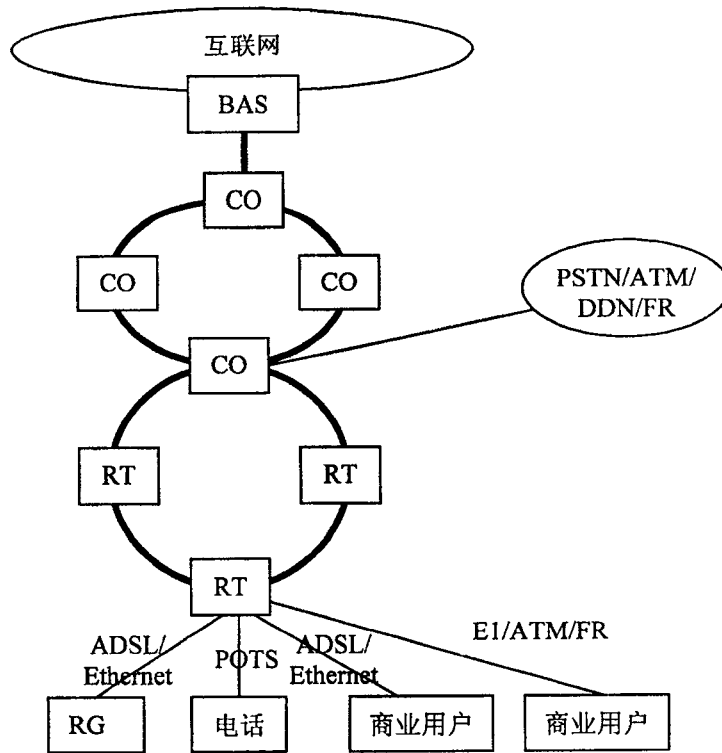 互联网
BAS
CO
CO
CO
PSTN/ATM/
DDN/FR
CO
RT
RT
RT
E1/ATM/FR
ADSL/
Ethernet
POTS
ADSL/
Ethernet
RG
电话
商业用户
商业用户